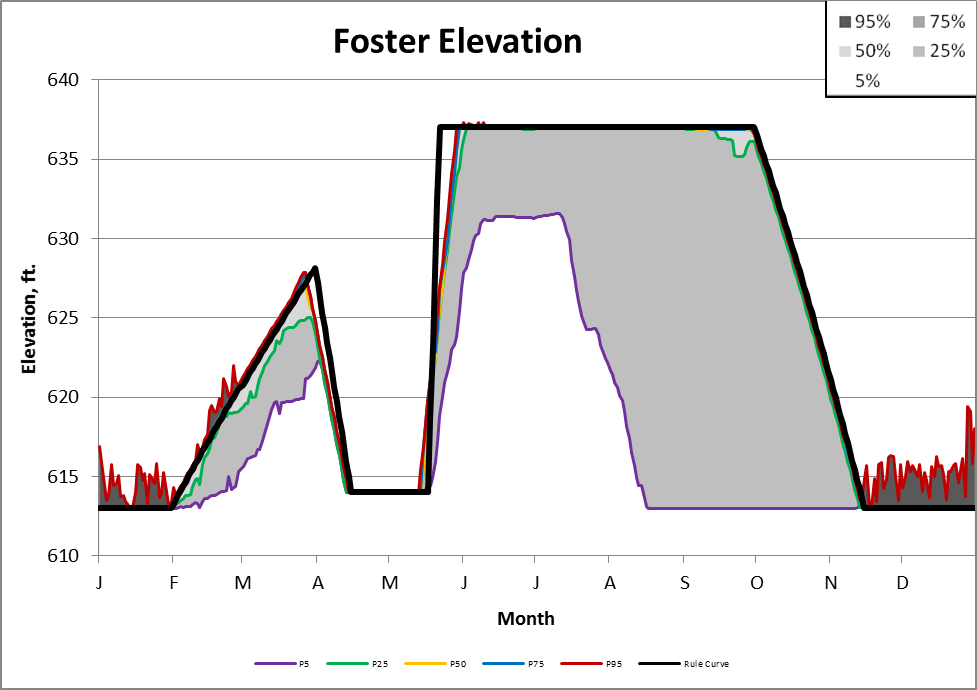 Foster Elevation
95% 75%
50% 25%
5%
640
635
630
625
620
615
610
Elevation, ft.
J F M A M J J A S O N D
Month
P5 P25 P50 P75 P95 Rule Curve